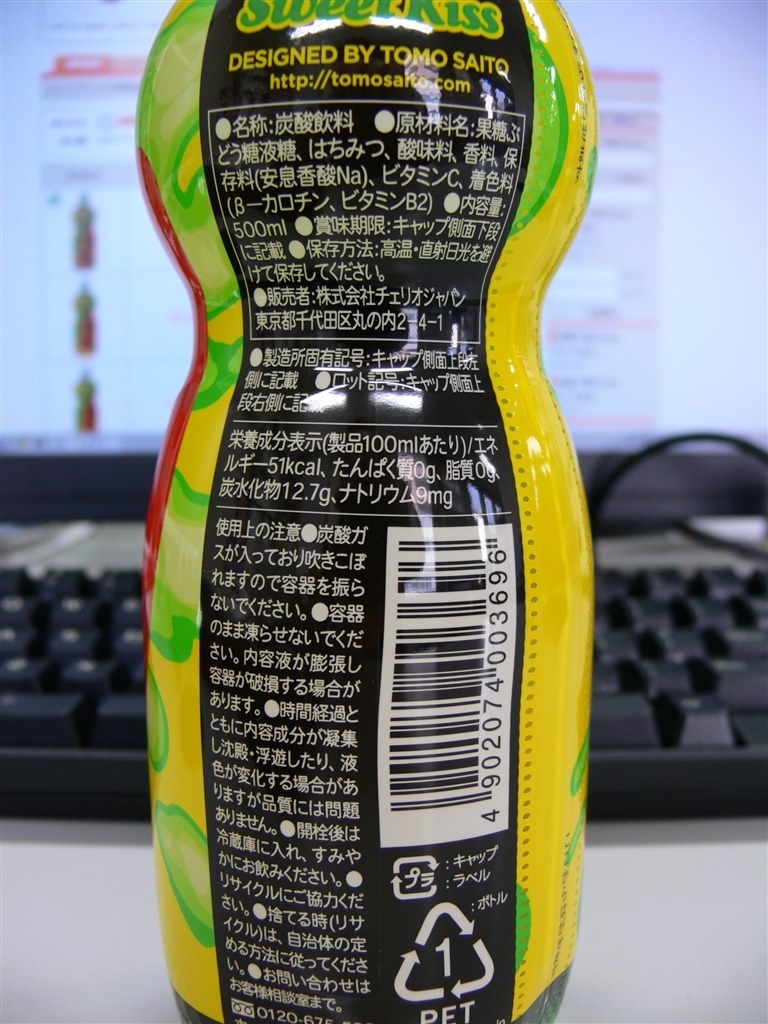 Sweet Kiss
DESIGNED BY TOMO SAITO
http://tomosaito.com
●名称:炭酸飲料 ●原材料名:果糖ぶ
どう糖液糖、はちみつ、酸味料、香料、保
存料(安息香酸Na)、ビタミンC、着色料
(β-カロチン、ビタミンB2) ●内容量:
500ml ●賞味期限:キャップ側面下段
に記載 ●保存方法:高温・直射日光を避
けて保存してください。
●販売者:株式会社チェリオジャパン
東京都千代田区丸の内2-4-1
●製造所固有記号:キャップ側面上段左
側に記載 ●ロット記号:キャップ側面上
段右側に記載
栄養成分表示(製品100mlあたり)/エネ
ルギー51kcal、たんぱく質0g、脂質0g、
炭水化物12.7g、ナトリウム9mg
使用上の注意●炭酸ガ
スが入っており吹きこぼ
れますので容器を振ら
ないでください。●容器
のまま凍らせないでくだ
さい。内容液が膨張し
容器が破損する場合が
あります。●時間経過と
ともに内容成分が凝集
し沈殿・浮遊したり、液
色が変化する場合があ
りますが品質には問題
ありません。●開栓後は
冷蔵庫に入れ、すみや
かにお飲みください。●
リサイクルにご協力くだ
さい。●捨てる時(リサ
イクル)は、自治体の定
める方法に従ってくださ
い。●お問い合わせは
お客様相談室まで。
0120-675-
4 902074 003696
プラ
:キャップ
:ラベル
:ボトル
1
PET